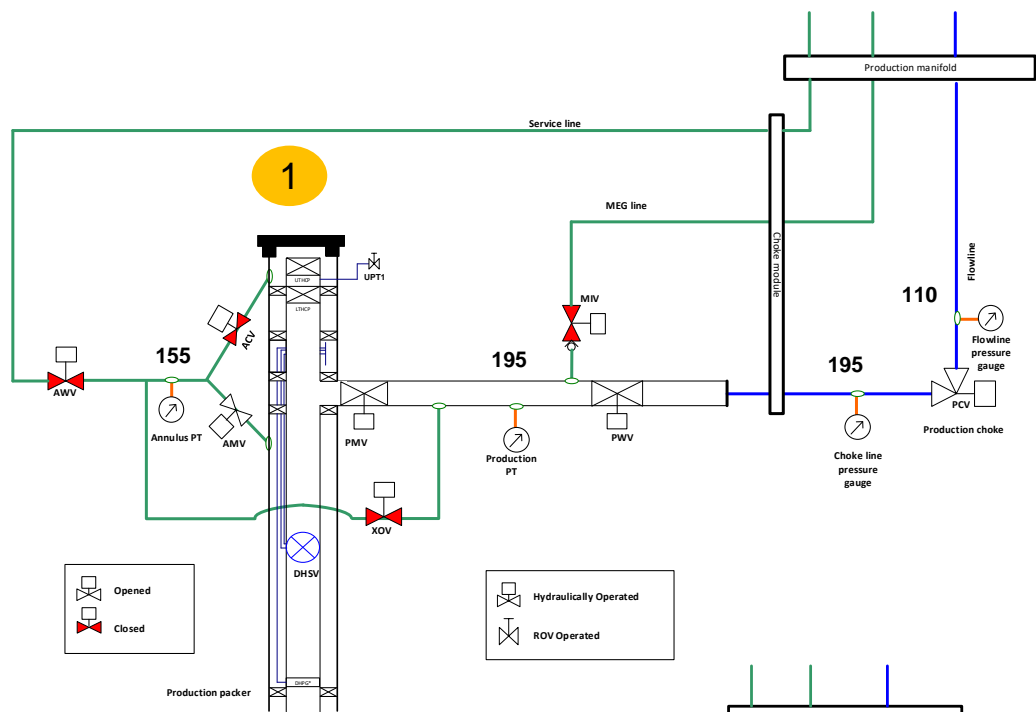 Production manifold
Service line
1
MEG line
Choke module
Flowline
UTHCP
UPT1
LTHCP
MIV
110
ACV
Flowline
pressure
gauge
155
195
195
AWV
PCV
Annulus PT
AMV
PMV
PWV
Production choke
Production
PT
Choke line
pressure
gauge
XOV
DHSV
Opened
Closed
Hydraulically Operated
ROV Operated
DHPG*
Production packer